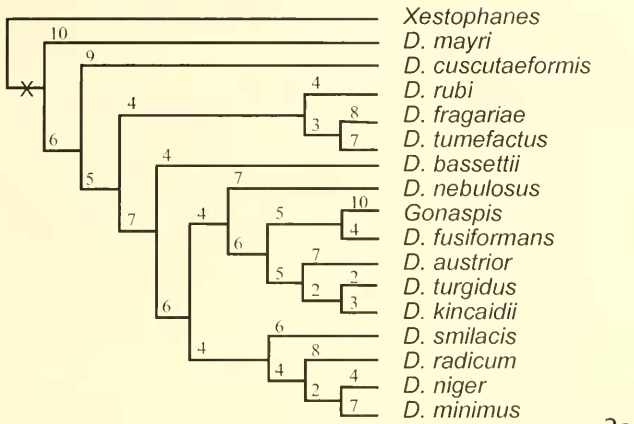 Xestophanes
10 D. mayri
9 D. cuscutaeformis
4 D. rubi
4
8 D. fragariae
3
6 7 D. tumefactus
5 4 D. bassettii
7 D. nebulosus
7 4 5 10 Gonaspis
6 4 D. fusiformans
7 D. austrior
5 2 2 D. turgidus
6 3 D. kincaidii
6 D. smilacis
4 8 D. radicum
4 2 4 D. niger
7 D. minimus